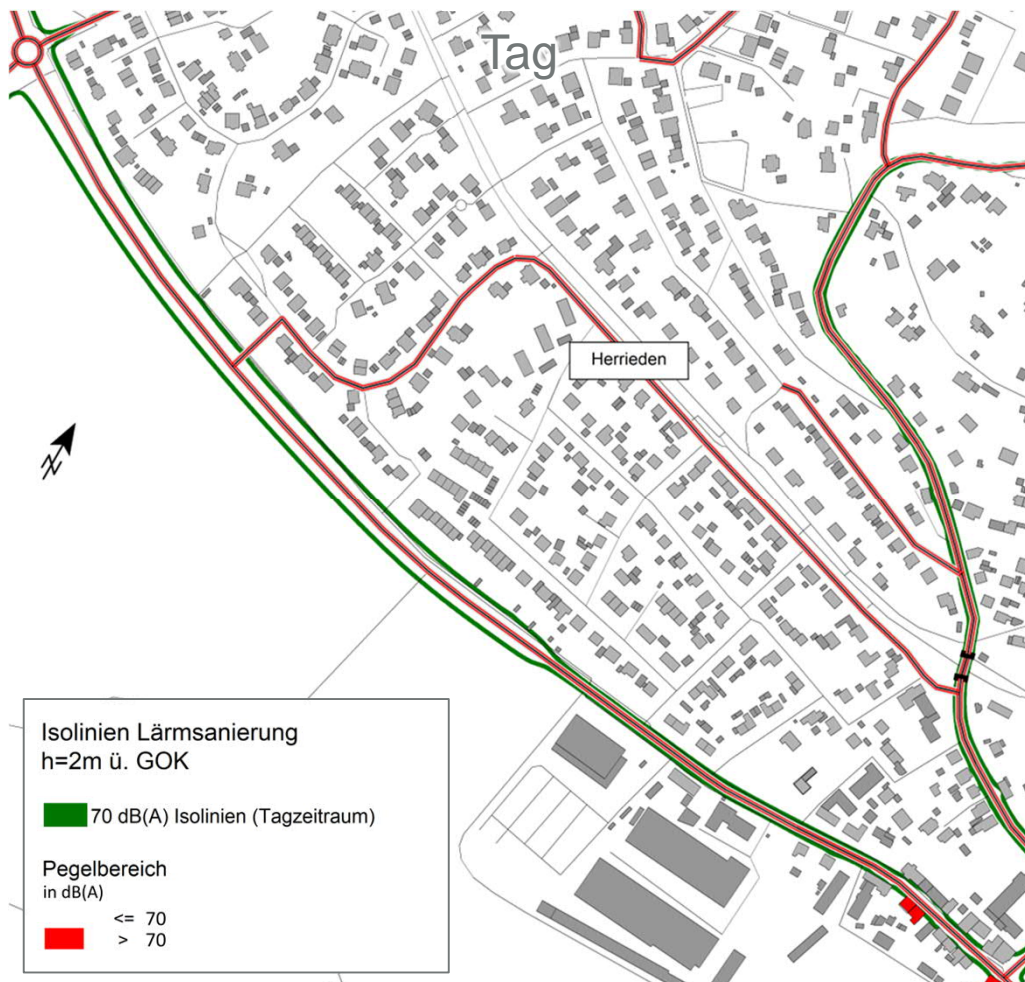 Tag
Herrieden
N
Isolinien Lärmsanierung
h=2m ü. GOK
70 dB(A) Isolinien (Tagzeitraum)
Pegelbereich
in dB(A)
<= 70
> 70